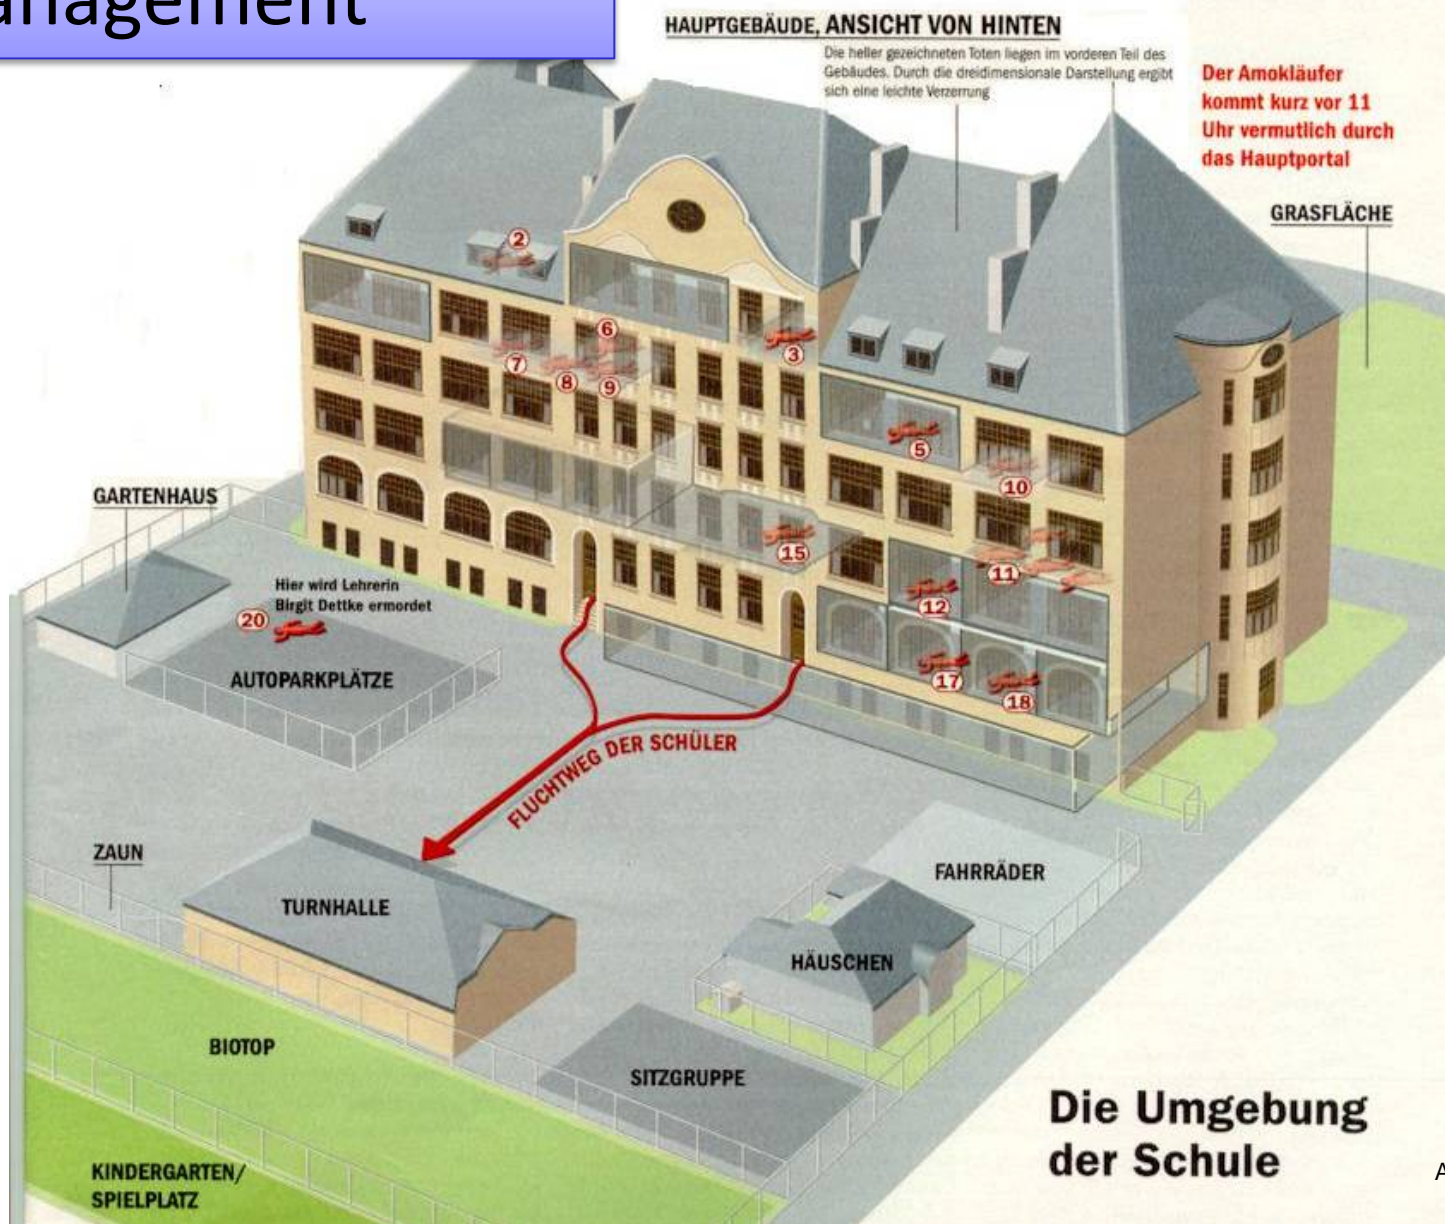 anagement
HAUPTGEBÄUDE, ANSICHT VON HINTEN
Die heller gezeichneten Toten liegen im vorderen Teil des
Gebäudes. Durch die dreidimensionale Darstellung ergibt
sich eine leichte Verzerrung
Der Amokläufer
kommt kurz vor 11
Uhr vermutlich durch
das Hauptportal
GRASFLÄCHE
2
6
3
7
8
9
5
10
GARTENHAUS
15
11
12
Hier wird Lehrerin
Birgit Dettke ermordet
20
AUTOPARKPLÄTZE
17
18
FLUCHTWEG DER SCHÜLER
ZAUN
TURNHALLE
FAHRRÄDER
HÄUSCHEN
BIOTOP
SITZGRUPPE
Die Umgebung
der Schule
KINDERGARTEN/
SPIELPLATZ
A